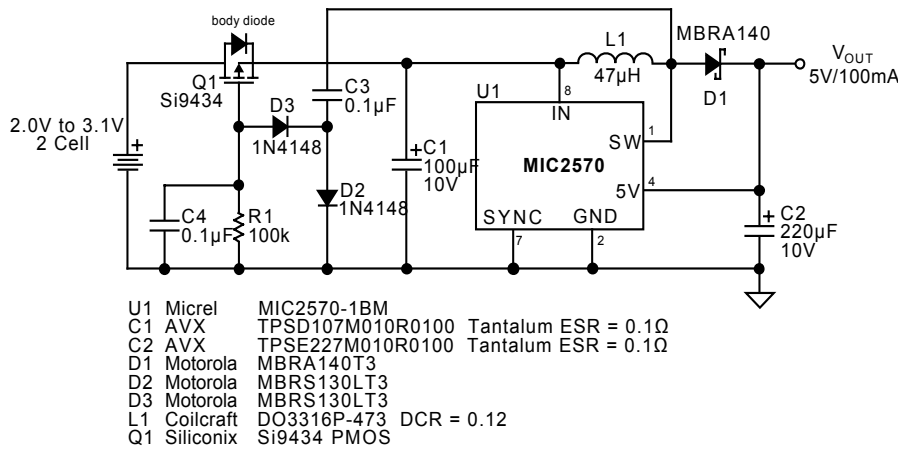 body diode
MBRA140
L1
47µH
V_OUT
5V/100mA
Q1
Si9434
C3
0.1µF
D1
U1
8
IN
D3
1N4148
2.0V to 3.1V
2 Cell
+
+C1
100µF
10V
SW
1
MIC2570
5V
4
D2
1N4148
C4
0.1µF
R1
100k
SYNC
GND
7
2
+
C2
220µF
10V
U1 Micrel MIC2570-1BM
C1 AVX TPSD107M010R0100 Tantalum ESR = 0.1Ω
C2 AVX TPSE227M010R0100 Tantalum ESR = 0.1Ω
D1 Motorola MBRA140T3
D2 Motorola MBRS130LT3
D3 Motorola MBRS130LT3
L1 Coilcraft DO3316P-473 DCR = 0.12
Q1 Siliconix Si9434 PMOS